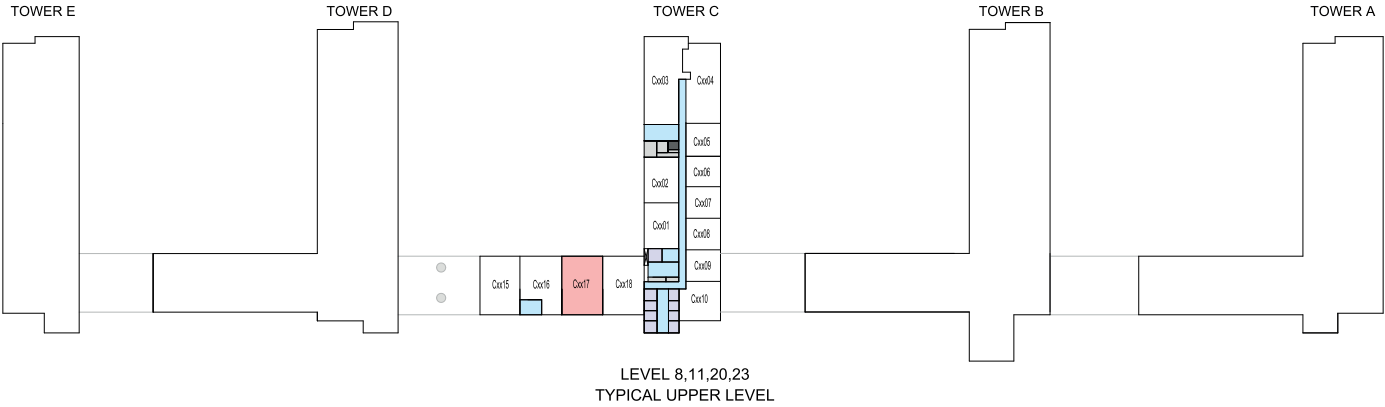 TOWER E
TOWER D
TOWER C
TOWER B
TOWER A
Cxx03
Cxx04
Cxx05
Cxx06
Cxx02
Cxx07
Cxx01
Cxx08
Cxx09
Cxx15
Cxx16
Cxx17
Cxx18
Cxx10
LEVEL 8,11,20,23
TYPICAL UPPER LEVEL